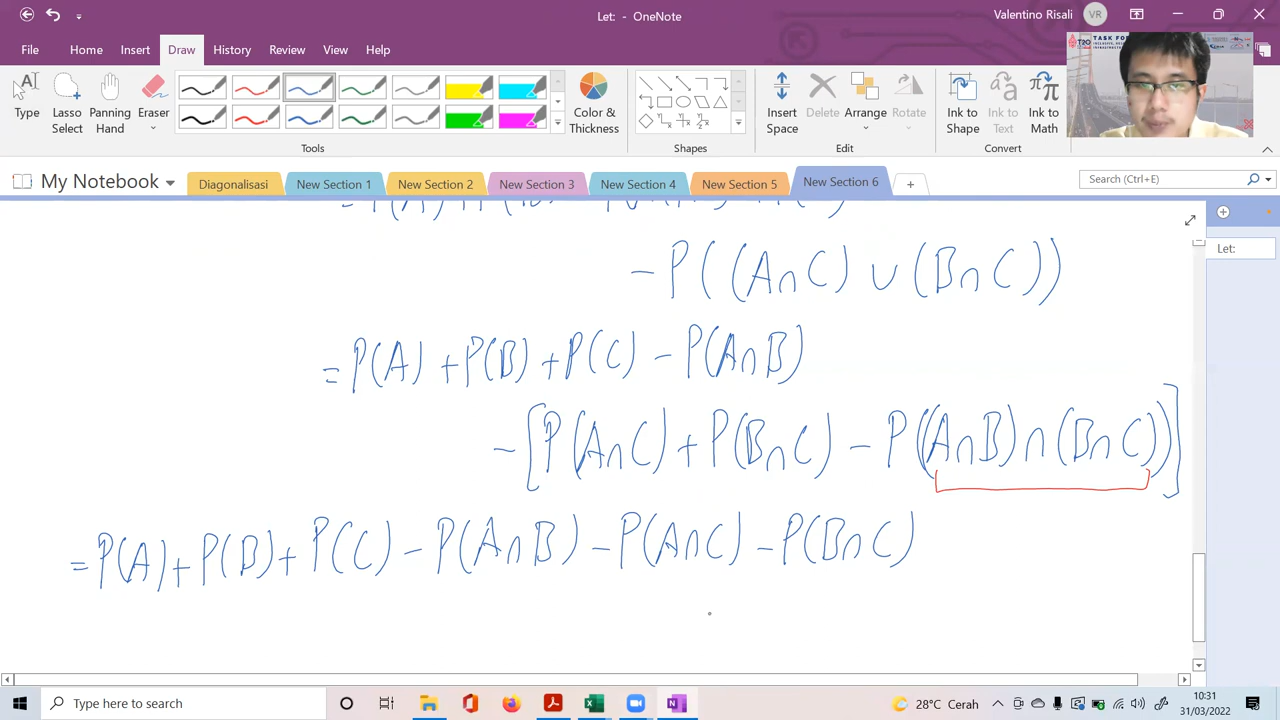 Let: - OneNote
Valentino Risali VR
File Home Insert Draw History Review View Help
Type
Lasso Select
Panning Hand
Eraser
Color & Thickness
Insert Space
Delete
Arrange
Rotate
Ink to Shape
Ink to Text
Ink to Math
Tools
Shapes
Edit
Convert
My Notebook
Diagonalisasi
New Section 1
New Section 2
New Section 3
New Section 4
New Section 5
New Section 6
Search (Ctrl+E)
Let:
- P((A∩C) ∪ (B∩C))
= P(A) + P(B) + P(C) - P(A∩B)
- [P(A∩C) + P(B∩C) - P((A∩B) ∩ (B∩C))]
= P(A) + P(B) + P(C) - P(A∩B) - P(A∩C) - P(B∩C)
Type here to search
28°C Cerah
10:31
31/03/2022